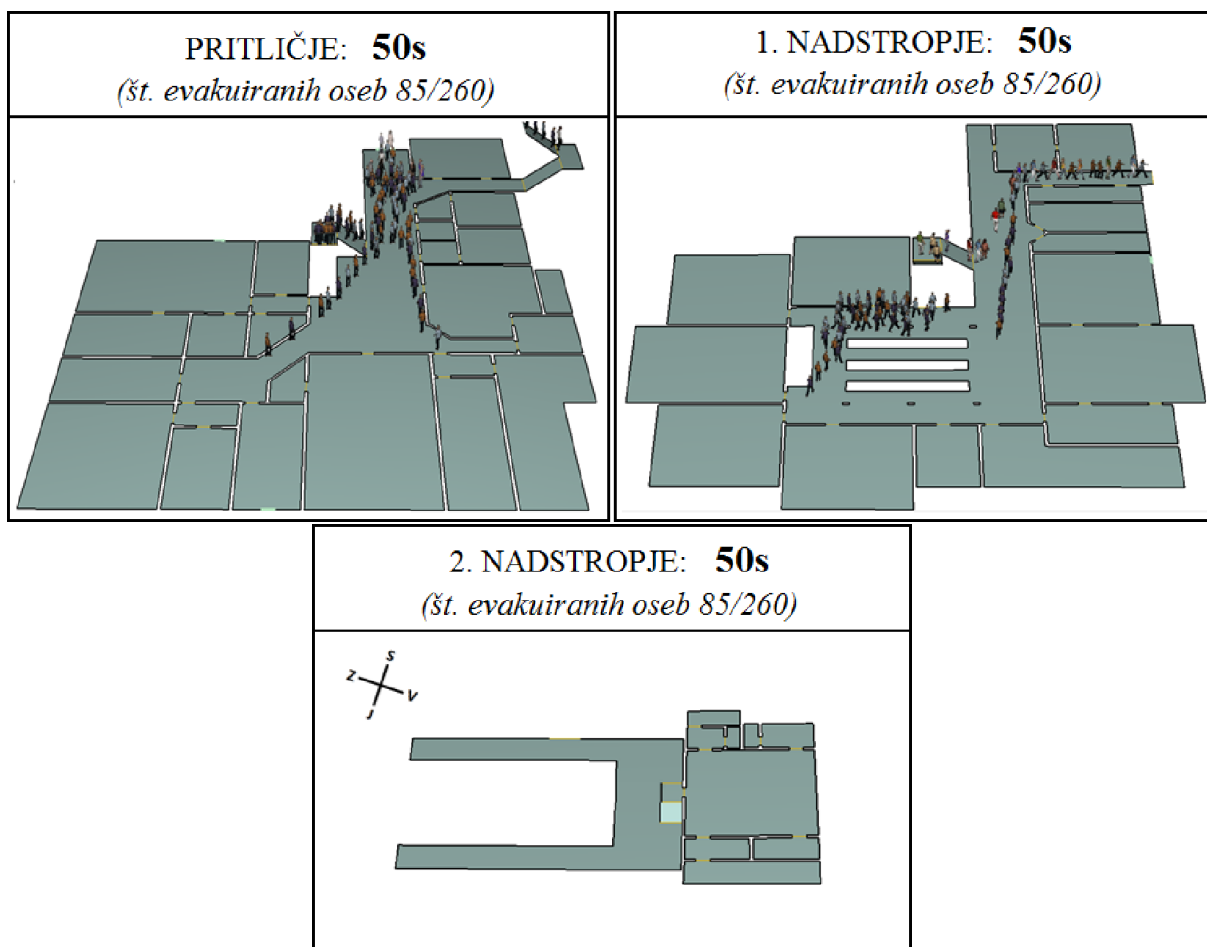 PRITLIČJE: 50s
(št. evakuiranih oseb 85/260)
1. NADSTROPJE: 50s
(št. evakuiranih oseb 85/260)
2. NADSTROPJE: 50s
(št. evakuiranih oseb 85/260)
S
Z
V
J